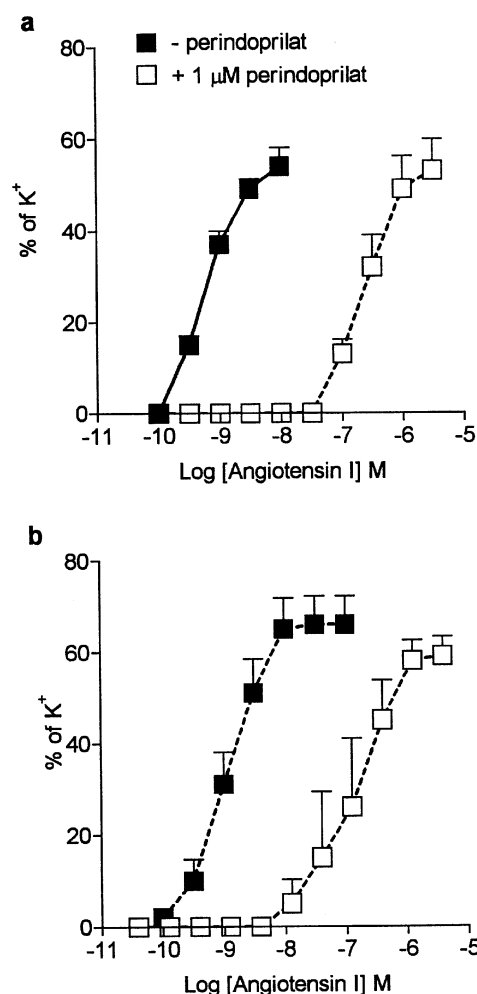 a
- perindoprilat
+ 1 μM perindoprilat
80
60
40
20
0
% of K⁺
-11 -10 -9 -8 -7 -6 -5
Log [Angiotensin I] M
b
80
60
40
20
0
% of K⁺
-11 -10 -9 -8 -7 -6 -5
Log [Angiotensin I] M